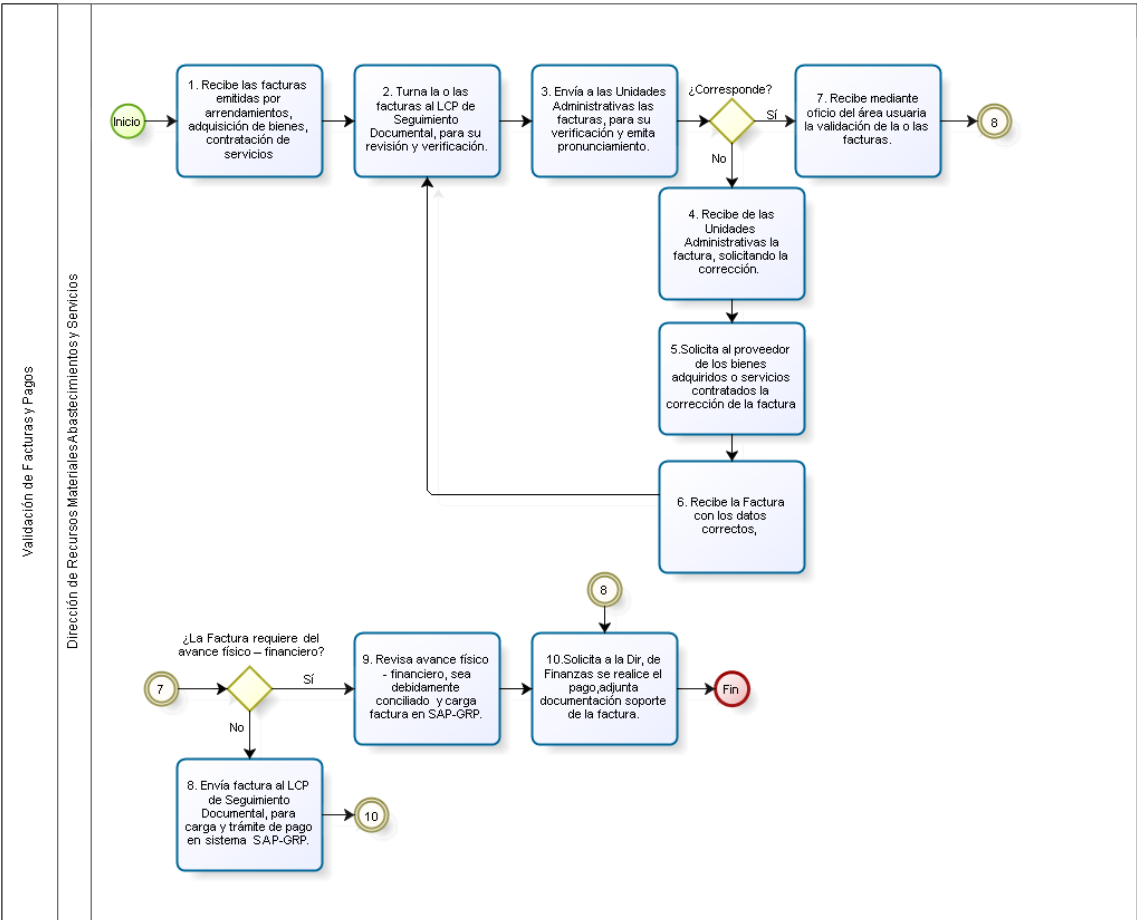 Validación de Facturas y Pagos
Dirección de Recursos MaterialesAbastecimientos y Servicios
Inicio
1. Recibe las facturas
emitidas por
arrendamientos,
adquisición de bienes,
contratación de
servicios
2. Turna la o las
facturas al LCP de
Seguimiento
Documental, para su
revisión y verificación.
3. Envía a las Unidades
Administrativas las
facturas, para su
verificación y emita
pronunciamiento.
¿Corresponde?
Sí
No
7. Recibe mediante
oficio del área usuaria
la validación de la o las
facturas.
8
4. Recibe de las
Unidades
Administrativas la
factura, solicitando la
corrección.
5.Solicita al proveedor
de los bienes
adquiridos o servicios
contratados la
corrección de la factura
6. Recibe la Factura
con los datos
correctos,
8
7
¿La Factura requiere del
avance físico – financiero?
Sí
No
9. Revisa avance físico
- financiero, sea
debidamente
conciliado y carga
factura en SAP-GRP.
10.Solicita a la Dir, de
Finanzas se realice el
pago,adjunta
documentación soporte
de la factura.
Fin
8. Envía factura al LCP
de Seguimiento
Documental, para
carga y trámite de pago
en sistema SAP-GRP.
10